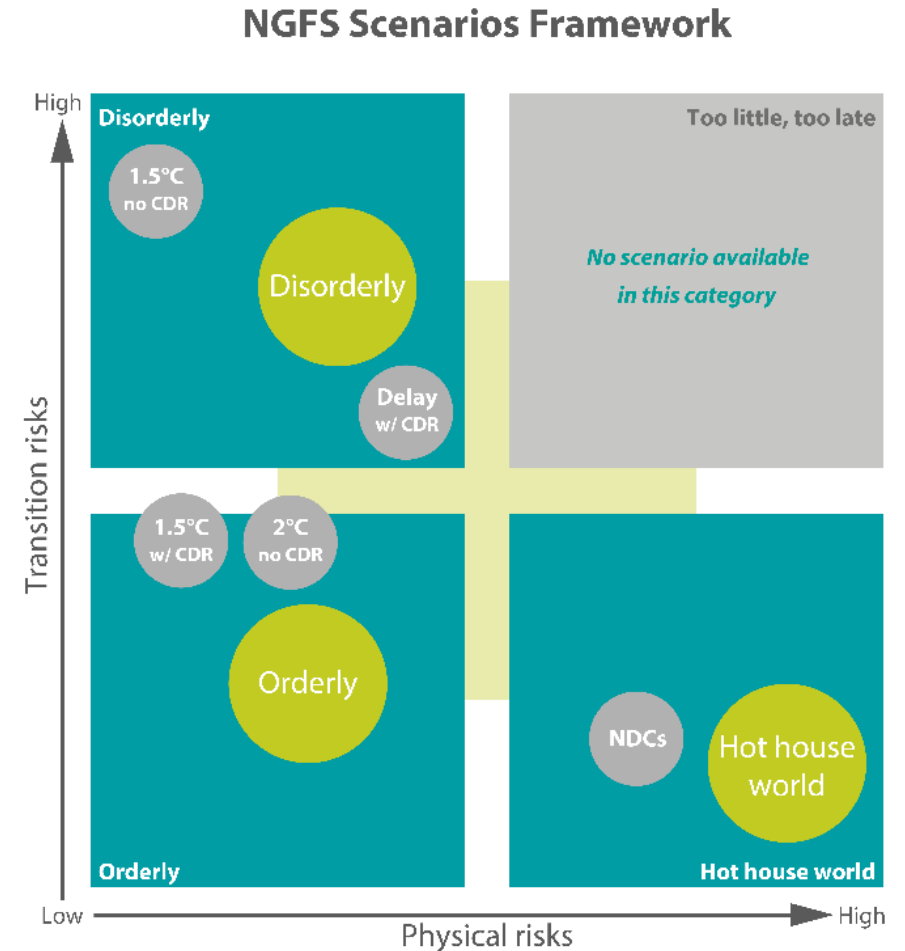 NGFS Scenarios Framework
High
Disorderly
Too little, too late
1.5°C
no CDR
Disorderly
No scenario available
in this category
Delay
w/ CDR
Transition risks
1.5°C
w/ CDR
2°C
no CDR
Orderly
NDCs
Hot house
world
Orderly
Hot house world
Low
High
Physical risks